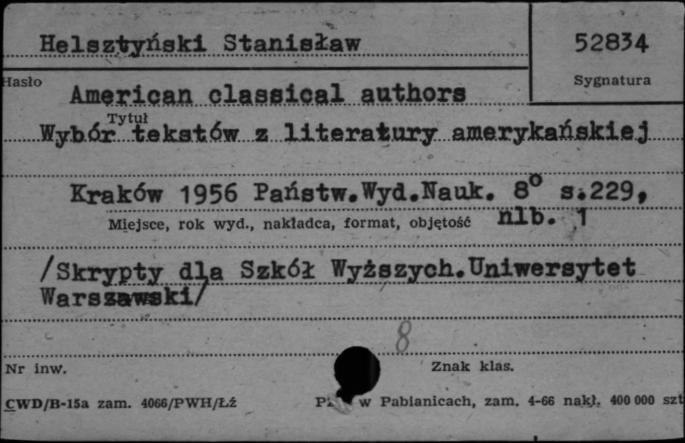 Helsztyński Stanisław
52834
Hasło
Sygnatura
American classical authors
Tytuł
Wybór tekstów z literatury amerykańskiej
Kraków 1956 Państw.Wyd.Nauk. 8° s.229,
Miejsce, rok wyd., nakładca, format, objętość
nlb. 1
/Skrypty dla Szkół Wyższych.Uniwersytet
Warszawski/
8
Nr inw.
Znak klas.
CWD/B-15a zam. 4066/PWH/Łź
w Pabianicach, zam. 4-66 nakł. 400 000 szt